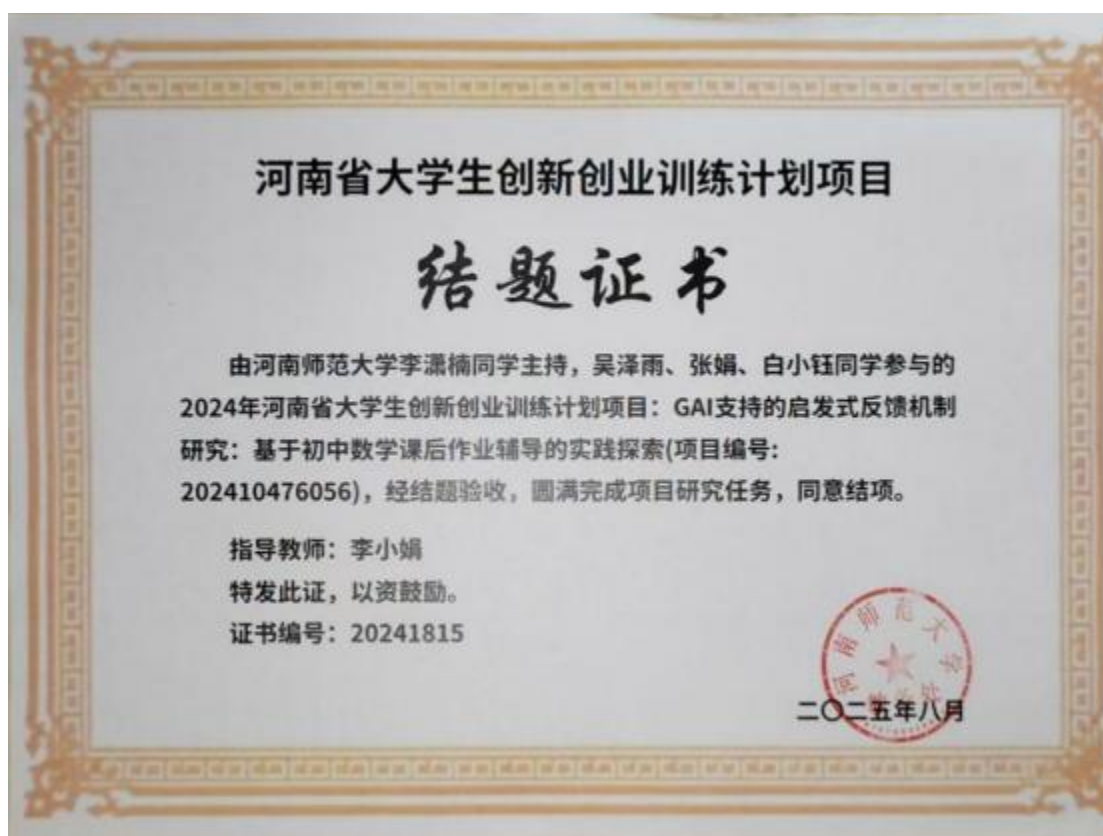 河南省大学生创新创业训练计划项目
结题证书
由河南师范大学李潇楠同学主持，吴泽雨、张娟、白小钰同学参与的
2024年河南省大学生创新创业训练计划项目：GAI支持的启发式反馈机制
研究：基于初中数学课后作业辅导的实践探索(项目编号:
202410476056)，经结题验收，圆满完成项目研究任务，同意结项。
指导教师：李小娟
特发此证，以资鼓励。
证书编号：20241815
河南师范大学
二〇二五年八月